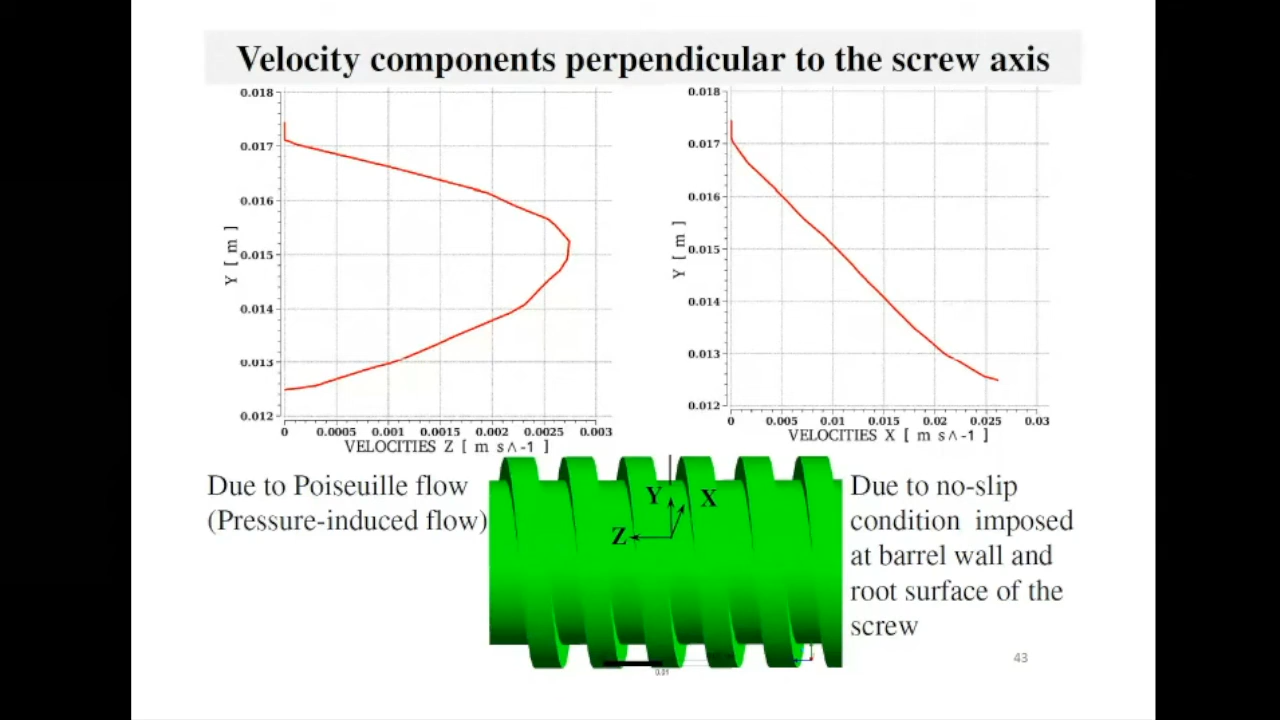 Velocity components perpendicular to the screw axis
0.018
0.017
0.016
0.015
0.014
0.013
0.012
Y [ m ]
0 0.0005 0.001 0.0015 0.002 0.0025 0.003
VELOCITIES Z [ m s^-1 ]
0.018
0.017
0.016
0.015
0.014
0.013
0.012
Y [ m ]
0 0.005 0.01 0.015 0.02 0.025 0.03
VELOCITIES X [ m s^-1 ]
Due to Poiseuille flow
(Pressure-induced flow)
Y X
Z
0.01
Due to no-slip
condition imposed
at barrel wall and
root surface of the
screw
43